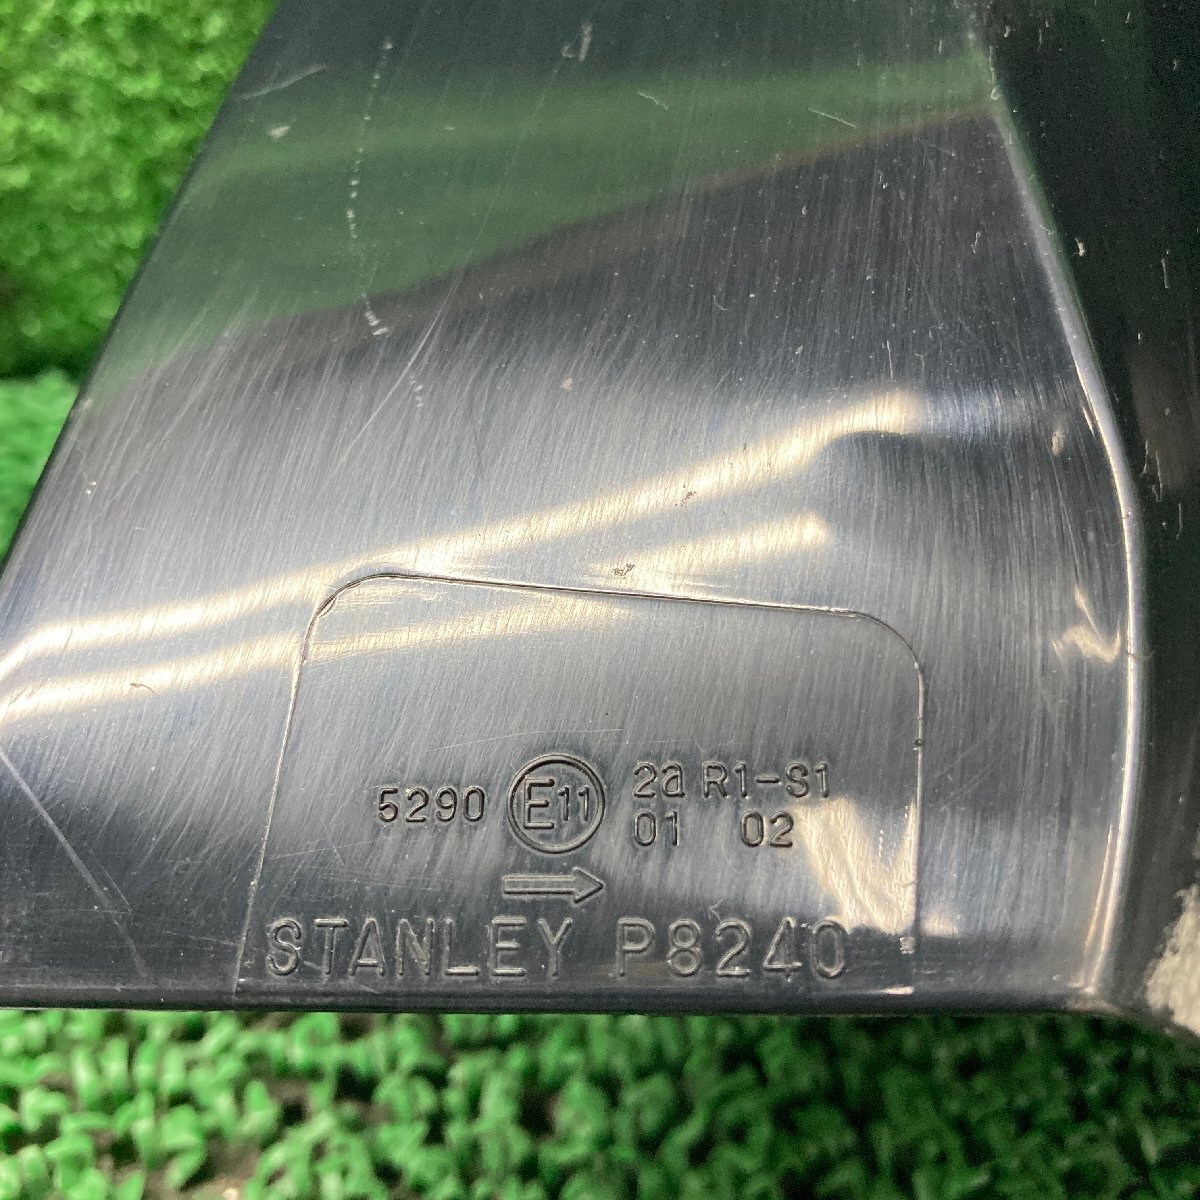 5290 E11 2a R1-S1
01 02
→
STANLEY P8240